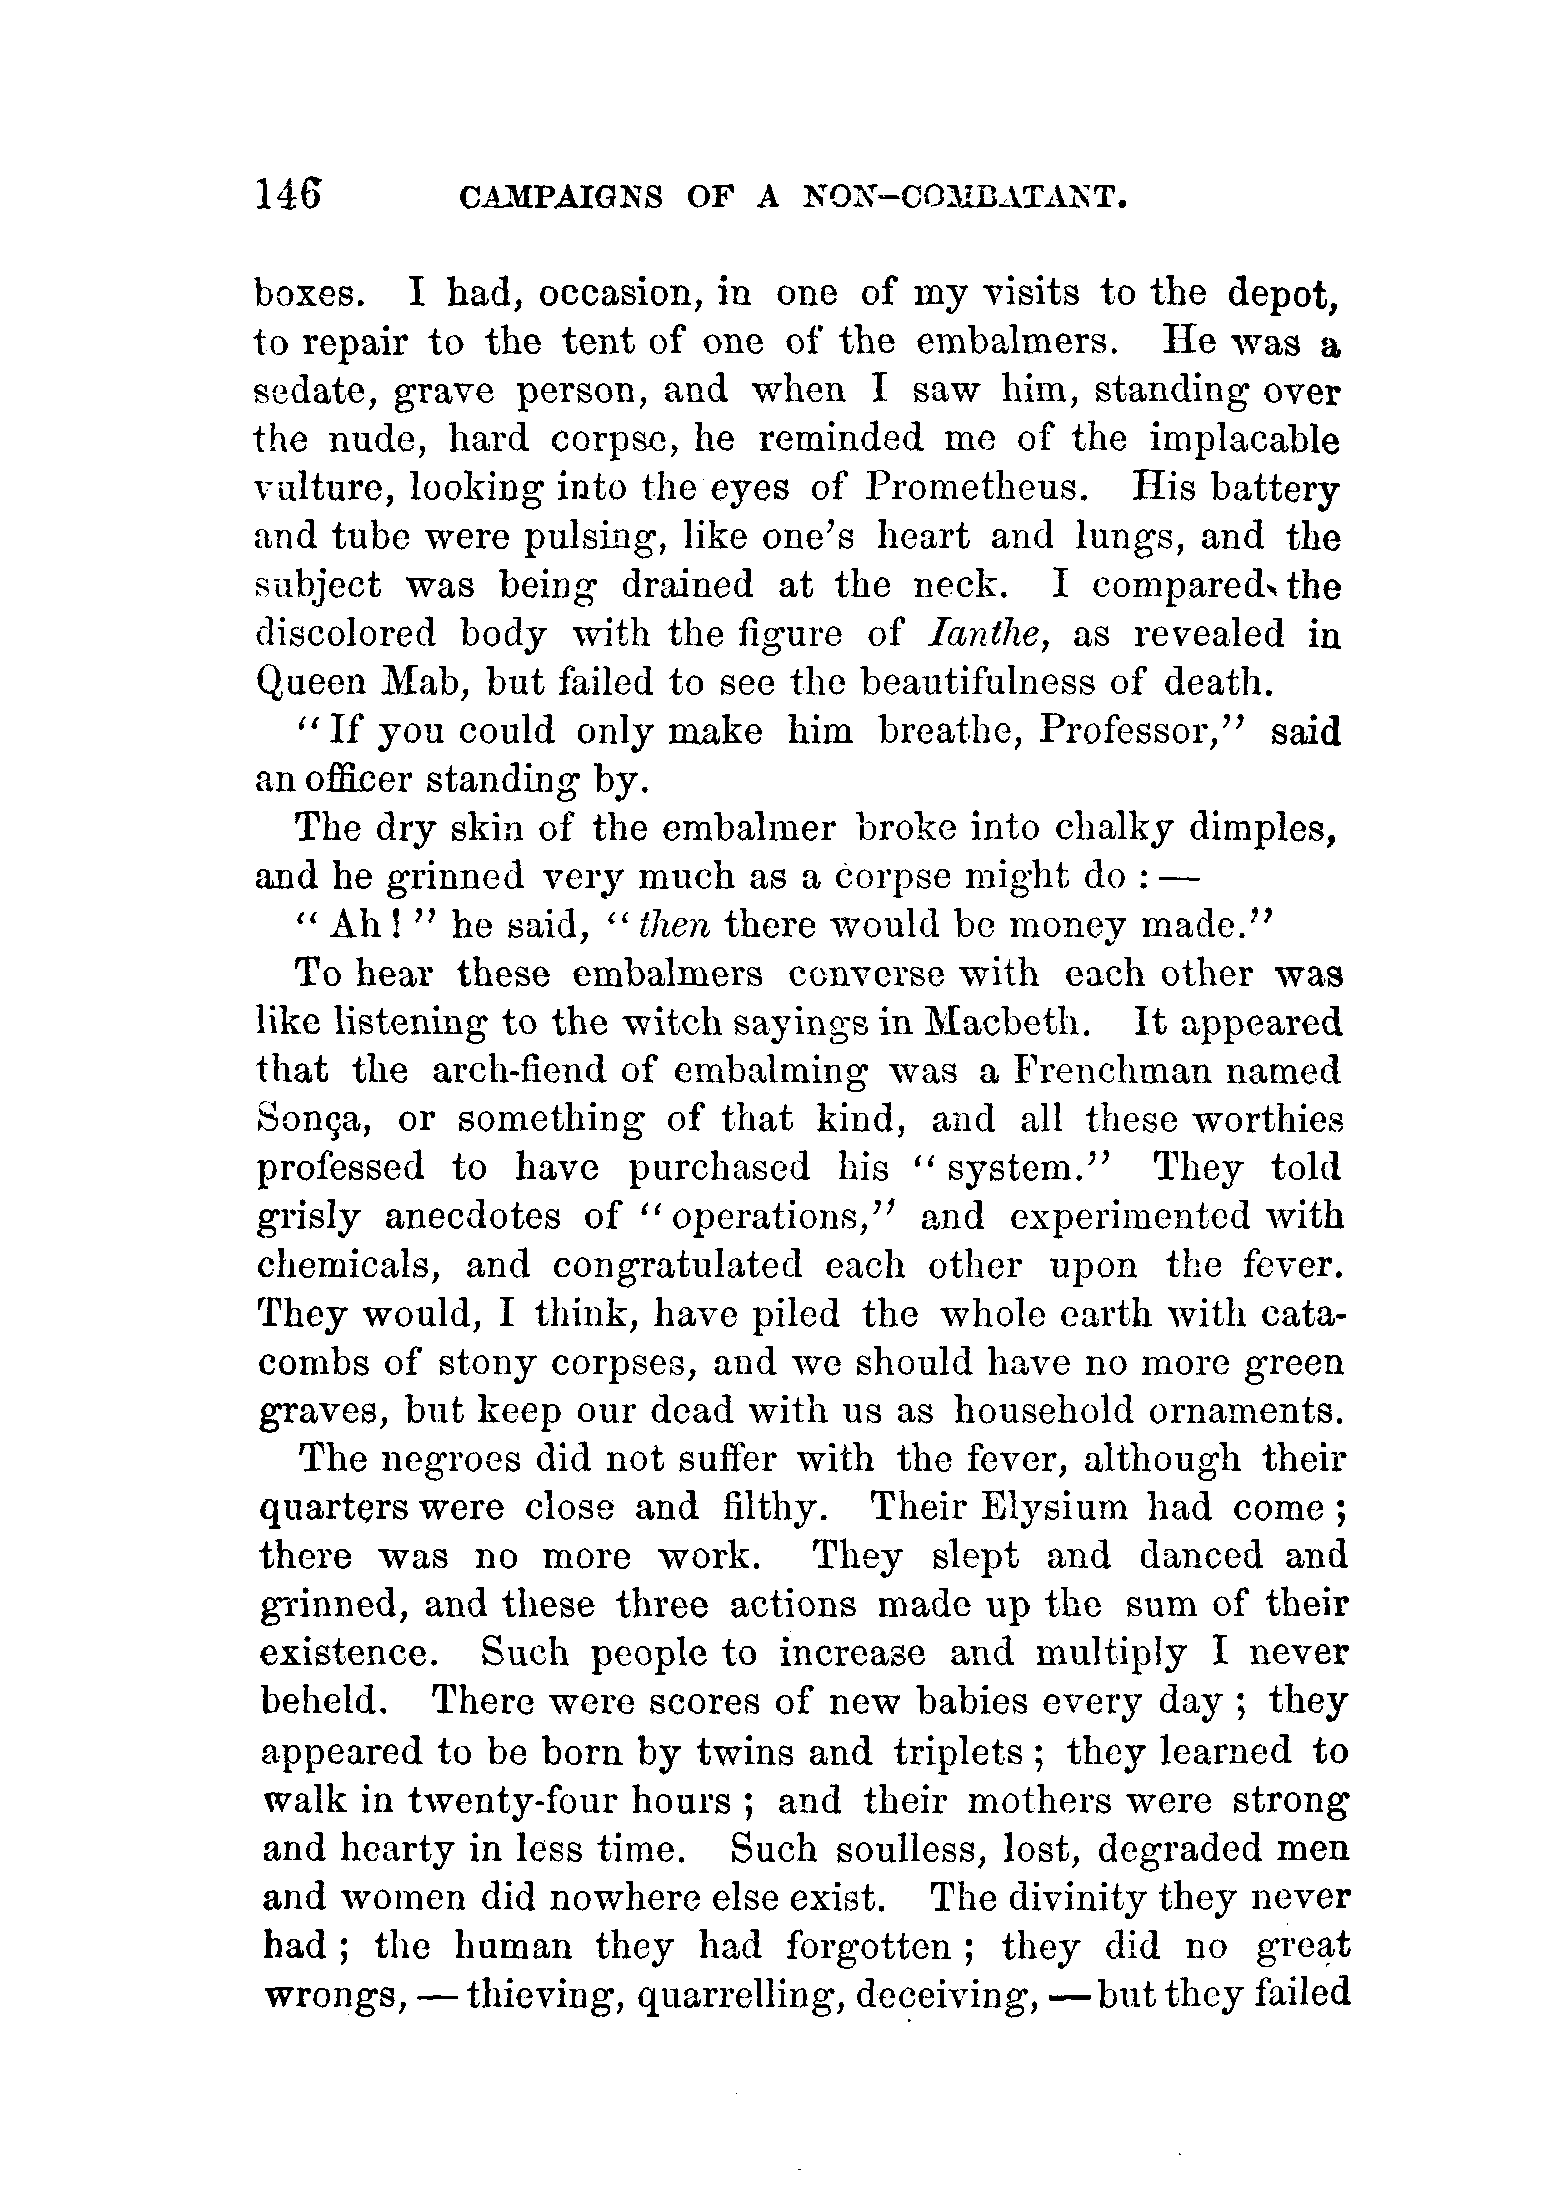 146 CAMPAIGNS OF A NON-COMBATANT.
boxes. I had, occasion, in one of my visits to the depot,
to repair to the tent of one of the embalmers. He was a
sedate, grave person, and when I saw him, standing over
the nude, hard corpse, he reminded me of the implacable
vulture, looking into the eyes of Prometheus. His battery
and tube were pulsing, like one's heart and lungs, and the
subject was being drained at the neck. I compared the
discolored body with the figure of Ianthe, as revealed in
Queen Mab, but failed to see the beautifulness of death.
"If you could only make him breathe, Professor," said
an officer standing by.
The dry skin of the embalmer broke into chalky dimples,
and he grinned very much as a corpse might do : —
"Ah! " he said, "then there would be money made."
To hear these embalmers converse with each other was
like listening to the witch sayings in Macbeth. It appeared
that the arch-fiend of embalming was a Frenchman named
Sonça, or something of that kind, and all these worthies
professed to have purchased his "system." They told
grisly anecdotes of "operations," and experimented with
chemicals, and congratulated each other upon the fever.
They would, I think, have piled the whole earth with cata-
combs of stony corpses, and we should have no more green
graves, but keep our dead with us as household ornaments.
The negroes did not suffer with the fever, although their
quarters were close and filthy. Their Elysium had come ;
there was no more work. They slept and danced and
grinned, and these three actions made up the sum of their
existence. Such people to increase and multiply I never
beheld. There were scores of new babies every day ; they
appeared to be born by twins and triplets ; they learned to
walk in twenty-four hours ; and their mothers were strong
and hearty in less time. Such soulless, lost, degraded men
and women did nowhere else exist. The divinity they never
had ; the human they had forgotten ; they did no great
wrongs, — thieving, quarrelling, deceiving, — but they failed